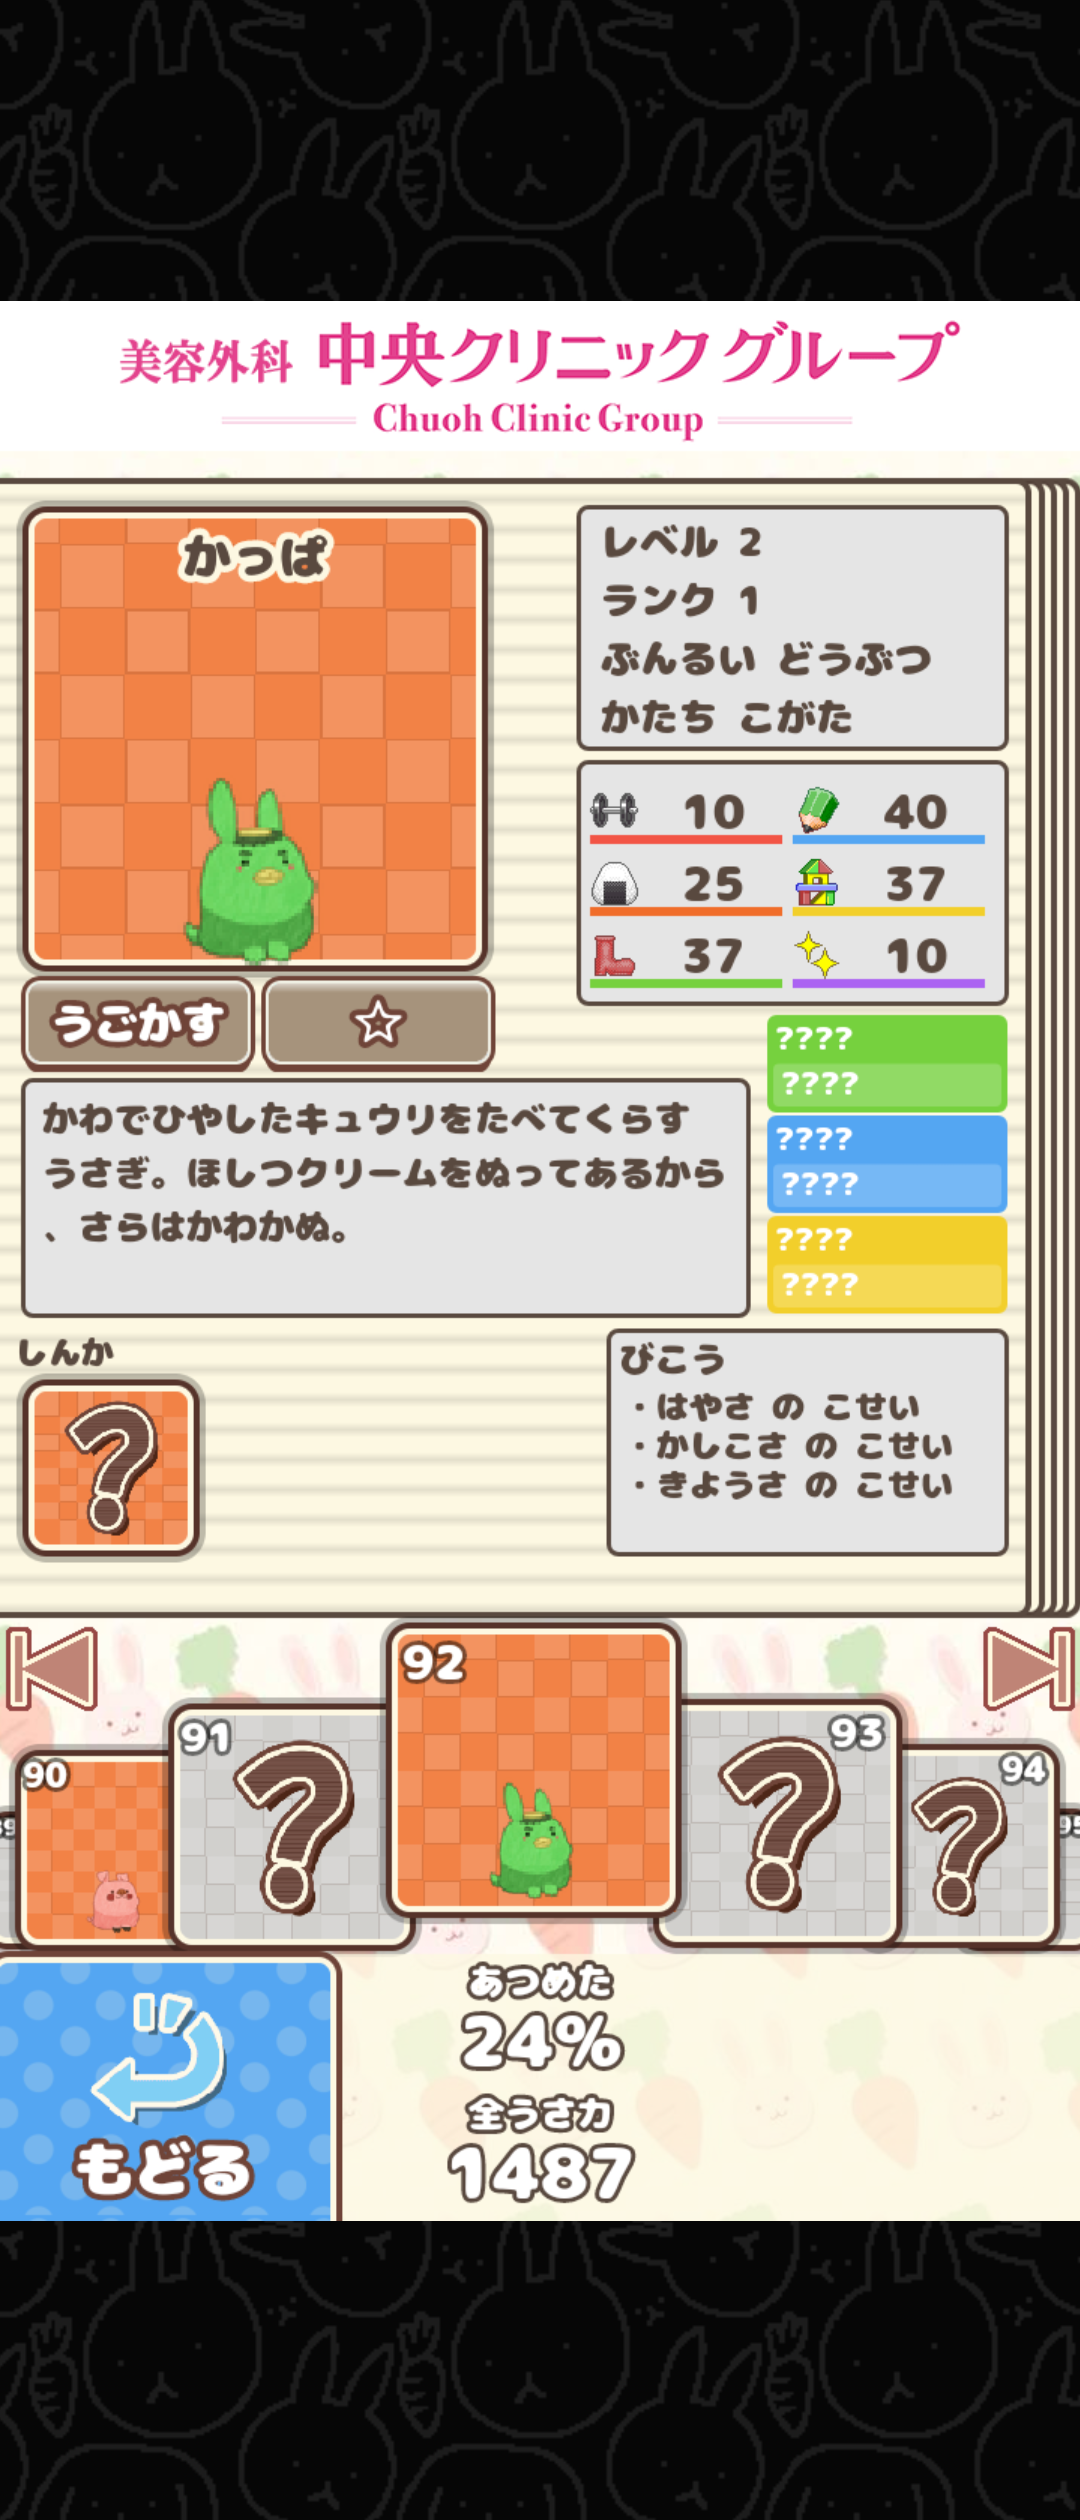 美容外科 中央クリニックグループ
Chuoh Clinic Group
かっぱ
レベル 2
ランク 1
ぶんるい どうぶつ
かたち こがた
10 40
25 37
37 10
うごかす ☆
????
????
????
????
????
????
かわでひやしたキュウリをたべてくらす
うさぎ。ほしつクリームをぬってあるから
、さらはかわかぬ。
しんか
?
びこう
・はやさ の こせい
・かしこさ の こせい
・きようさ の こせい
90
91
?
92
93
?
94
?
もどる
あつめた
24%
全うさ力
1487